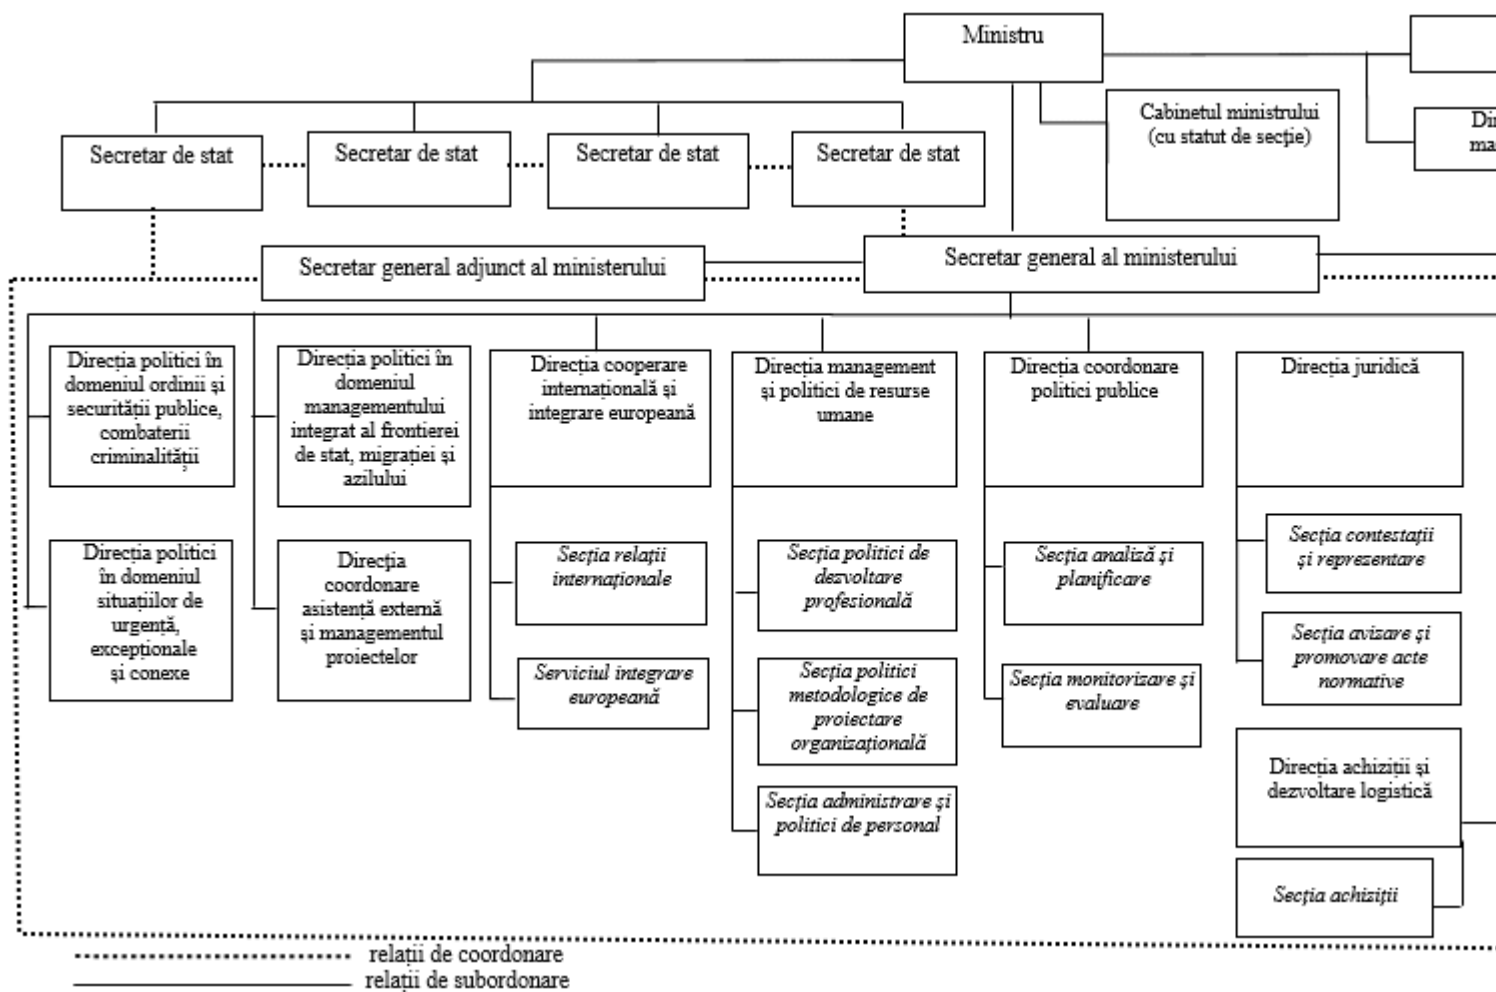 Ministru
Cabinetul ministrului
(cu statut de secție)
Secretar de stat
Secretar de stat
Secretar de stat
Secretar de stat
Secretar general adjunct al ministerului
Secretar general al ministerului
Direcția politici în
domeniul ordinii și
securității publice,
combaterii
criminalității
Direcția politici în
domeniul
managementului
integrat al frontierei
de stat, migrației și
azilului
Direcția cooperare
internațională și
integrare europeană
Direcția management
și politici de resurse
umane
Direcția coordonare
politici publice
Direcția juridică
Direcția politici
în domeniul
situațiilor de
urgență,
excepționale
și conexe
Direcția
coordonare
asistență externă
și managementul
proiectelor
Secția relații
internaționale
Serviciul integrare
europeană
Secția politici de
dezvoltare
profesională
Secția politici
metodologice de
proiectare
organizațională
Secția administrare și
politici de personal
Secția analiză și
planificare
Secția monitorizare și
evaluare
Secția contestații
și reprezentare
Secția avizare și
promovare acte
normative
Direcția achiziții și
dezvoltare logistică
Secția achiziții
relații de coordonare
relații de subordonare